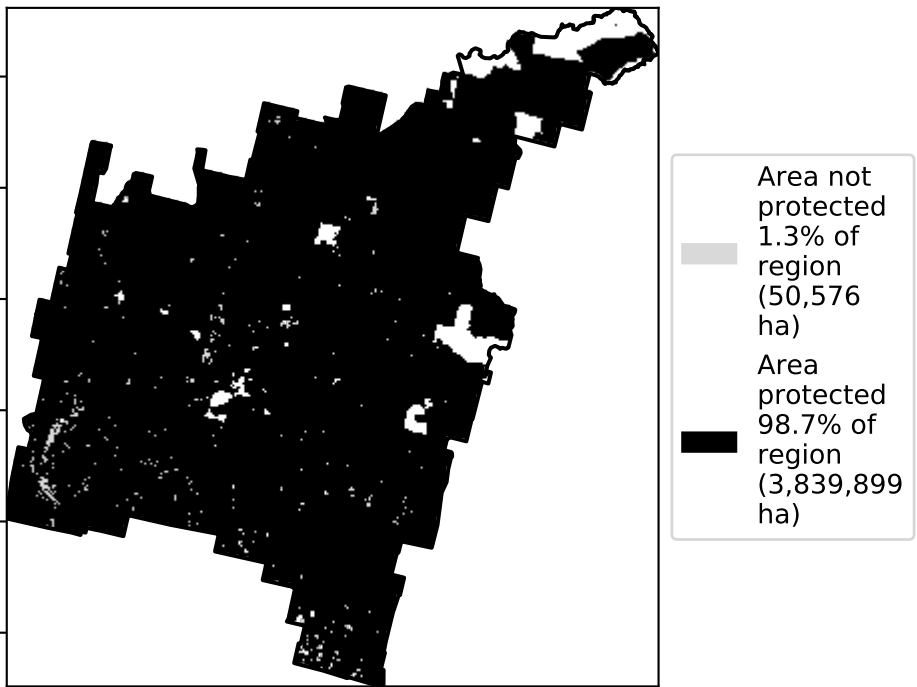 Area not
protected
1.3% of
region
(50,576
ha)
Area
protected
98.7% of
region
(3,839,899
ha)